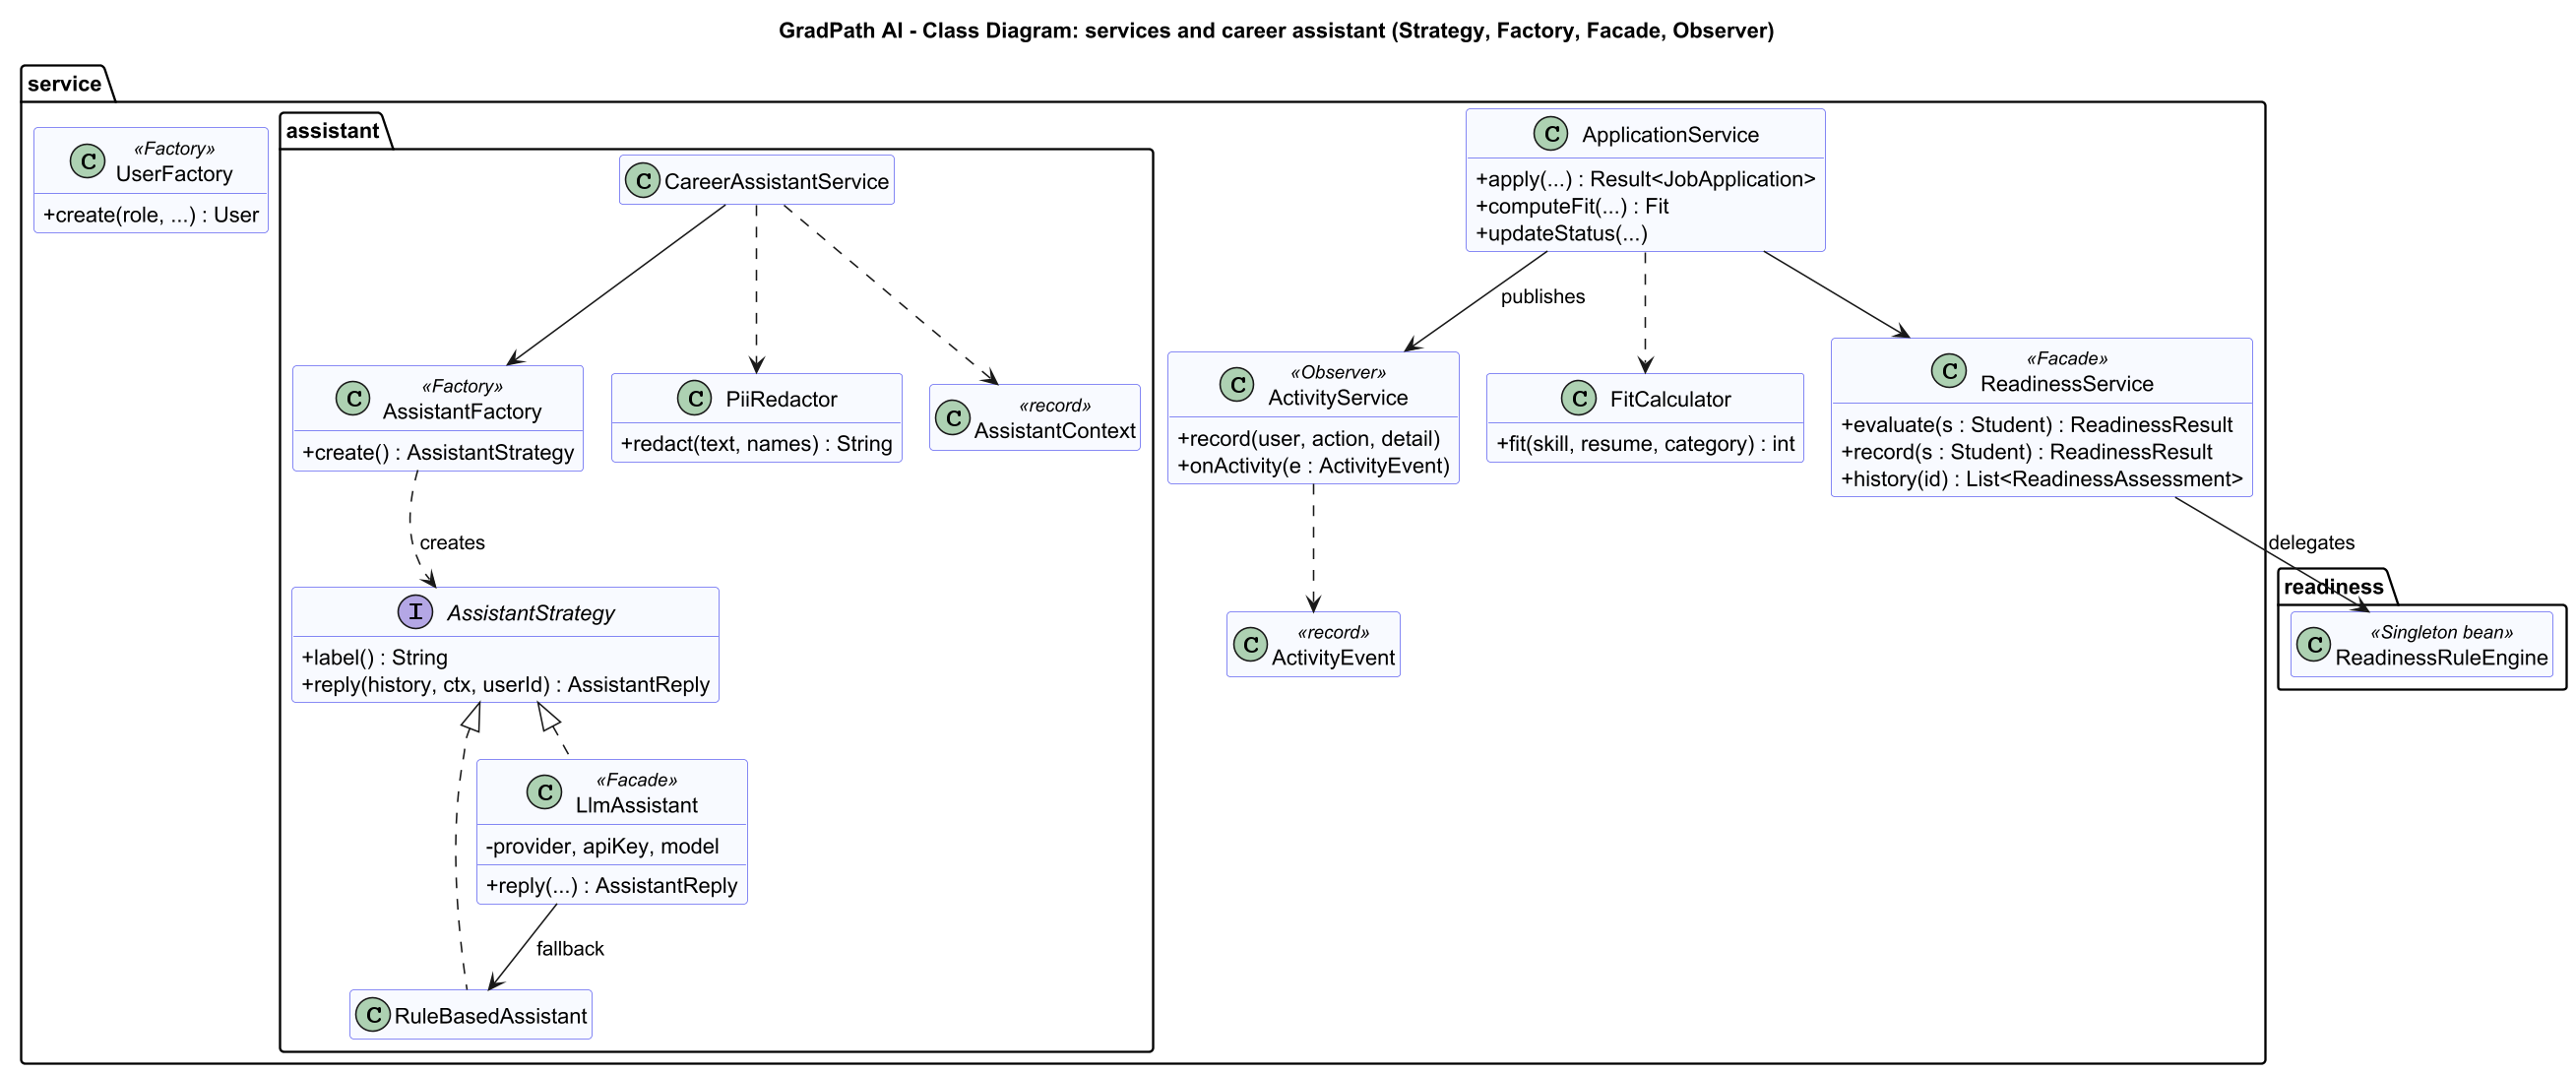 GradPath AI - Class Diagram: services and career assistant (Strategy, Factory, Facade, Observer)
service
«Factory»
C UserFactory
+create(role, ...) : User
assistant
C CareerAssistantService
«Factory»
C AssistantFactory
+create() : AssistantStrategy
C PiiRedactor
+redact(text, names) : String
«record»
C AssistantContext
creates
I AssistantStrategy
+label() : String
+reply(history, ctx, userId) : AssistantReply
«Facade»
C LlmAssistant
-provider, apiKey, model
+reply(...) : AssistantReply
fallback
C RuleBasedAssistant
C ApplicationService
+apply(...) : Result<JobApplication>
+computeFit(...) : Fit
+updateStatus(...)
publishes
«Observer»
C ActivityService
+record(user, action, detail)
+onActivity(e : ActivityEvent)
C FitCalculator
+fit(skill, resume, category) : int
«Facade»
C ReadinessService
+evaluate(s : Student) : ReadinessResult
+record(s : Student) : ReadinessResult
+history(id) : List<ReadinessAssessment>
«record»
C ActivityEvent
delegates
readiness
«Singleton bean»
C ReadinessRuleEngine